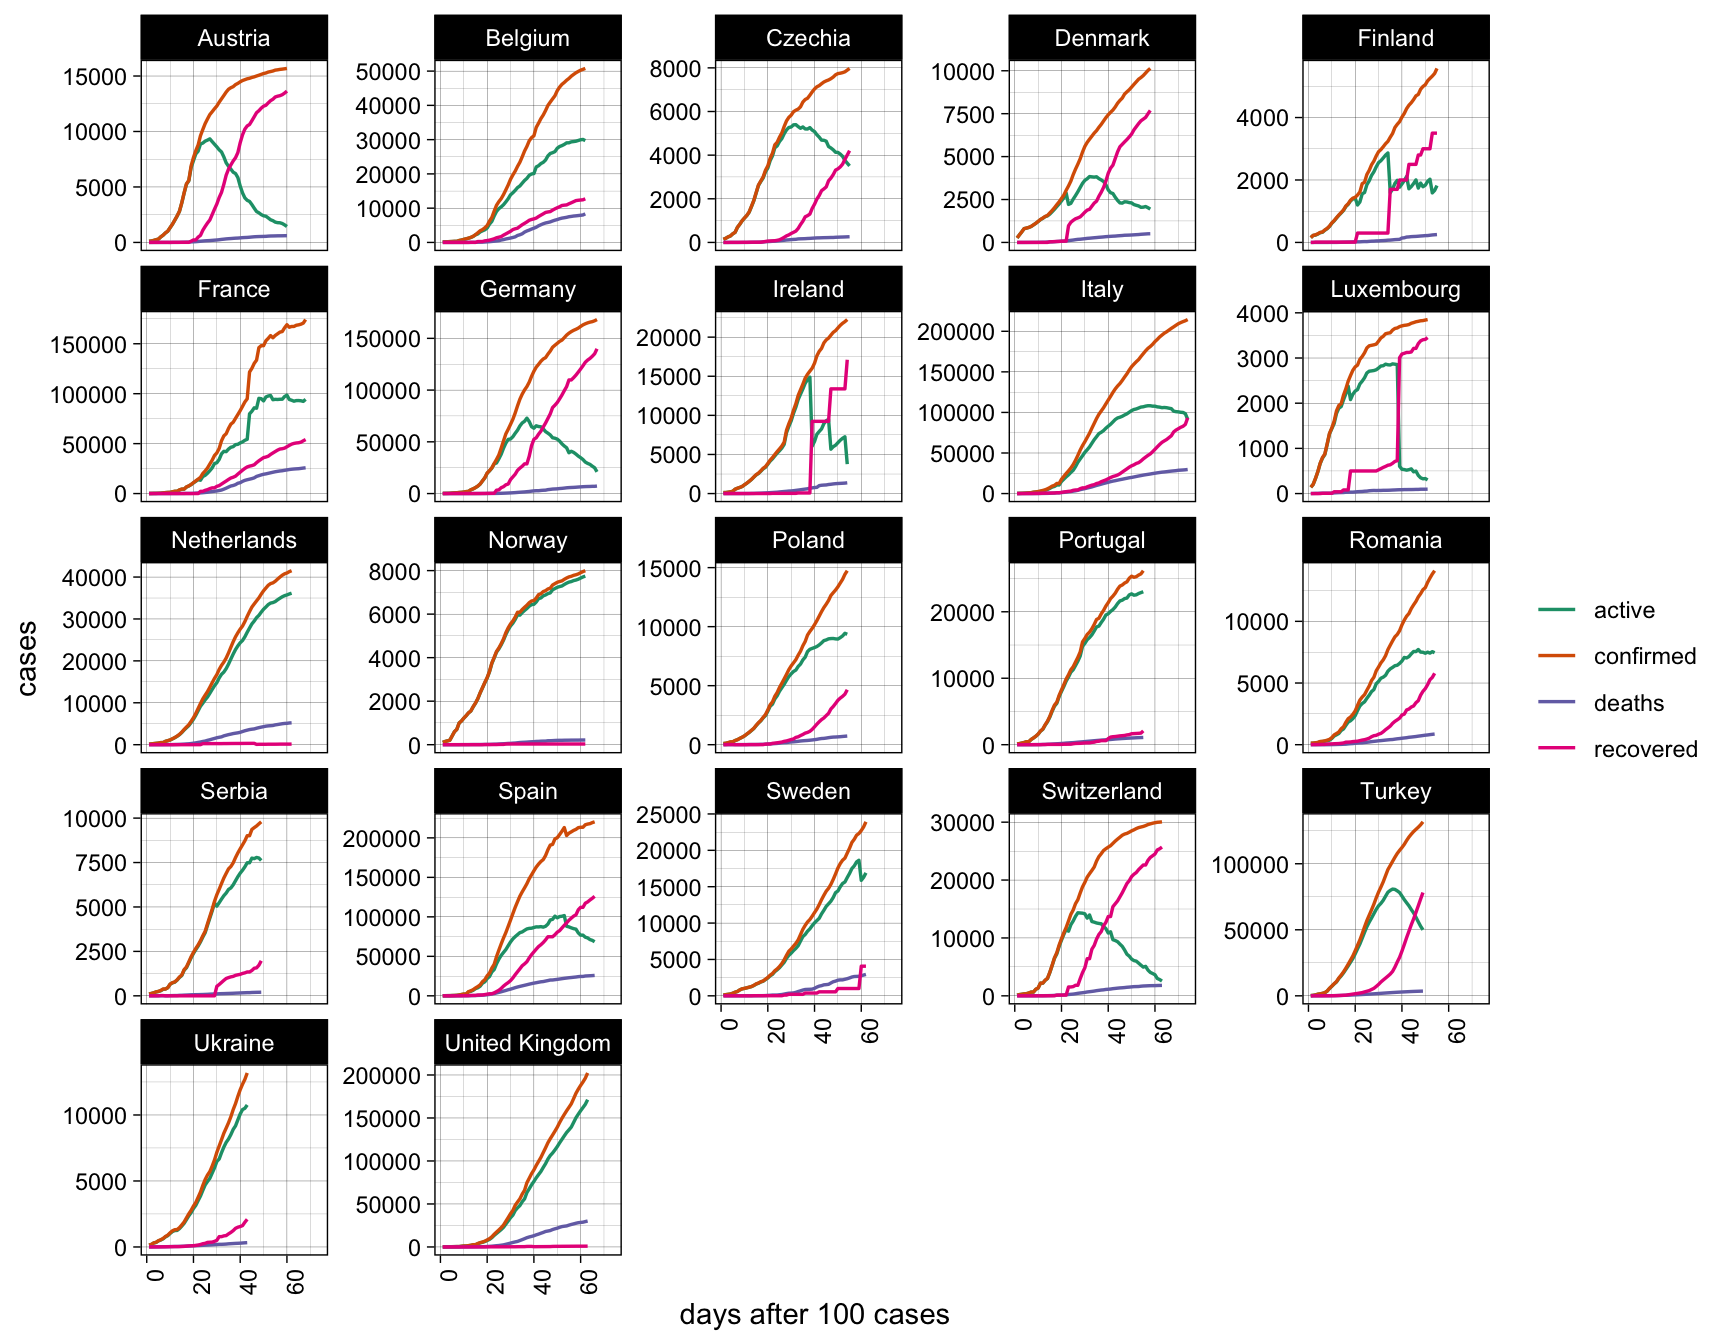 Austria
Belgium
Czechia
Denmark
Finland
15000
10000
5000
0
50000
40000
30000
20000
10000
0
8000
6000
4000
2000
0
10000
7500
5000
2500
0
4000
2000
0
France
Germany
Ireland
Italy
Luxembourg
150000
100000
50000
0
150000
100000
50000
0
20000
15000
10000
5000
0
200000
150000
100000
50000
0
4000
3000
2000
1000
0
Netherlands
Norway
Poland
Portugal
Romania
40000
30000
20000
10000
0
8000
6000
4000
2000
0
15000
10000
5000
0
20000
10000
0
10000
5000
0
cases
active
confirmed
deaths
recovered
Serbia
Spain
Sweden
Switzerland
Turkey
10000
7500
5000
2500
0
200000
150000
100000
50000
0
25000
20000
15000
10000
5000
0
30000
20000
10000
0
100000
50000
0
0 20 40 60
0 20 40 60
0 20 40 60
Ukraine
United Kingdom
10000
5000
0
200000
150000
100000
50000
0
0 20 40 60
0 20 40 60
days after 100 cases